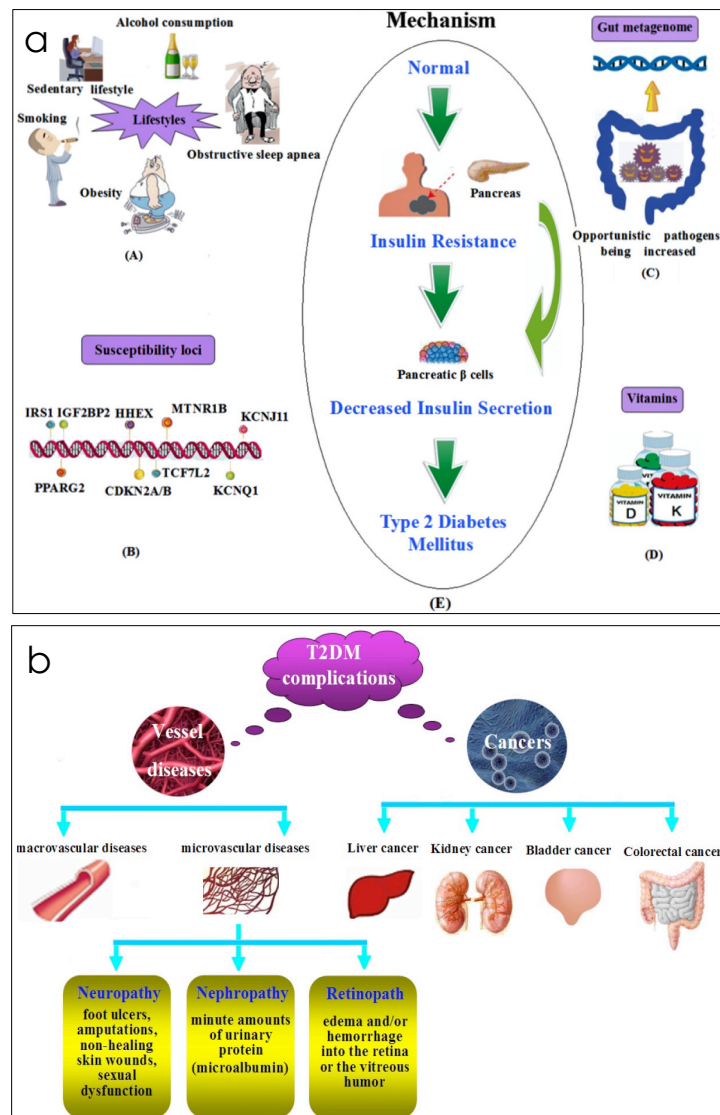 a
Alcohol consumption
Sedentary lifestyle
Smoking
Lifestyles
Obstructive sleep apnea
Obesity
(A)
Susceptibility loci
IRS1 IGF2BP2 HHEX MTNR1B KCNJ11
PPARG2 CDKN2A/B TCF7L2 KCNQ1
(B)
Mechanism
Normal
Pancreas
Insulin Resistance
Pancreatic β cells
Decreased Insulin Secretion
Type 2 Diabetes
Mellitus
(E)
Gut metagenome
Opportunistic pathogens
being increased
(C)
Vitamins
VITAMIN
D
VITAMIN
K
(D)
b
T2DM
complications
Vessel
diseases
Cancers
macrovascular diseases
microvascular diseases
Liver cancer
Kidney cancer
Bladder cancer
Colorectal cancer
Neuropathy
foot ulcers,
amputations,
non-healing
skin wounds,
sexual
dysfunction
Nephropathy
minute amounts
of urinary
protein
(microalbumin)
Retinopath
edema and/or
hemorrhage
into the retina
or the vitreous
humor